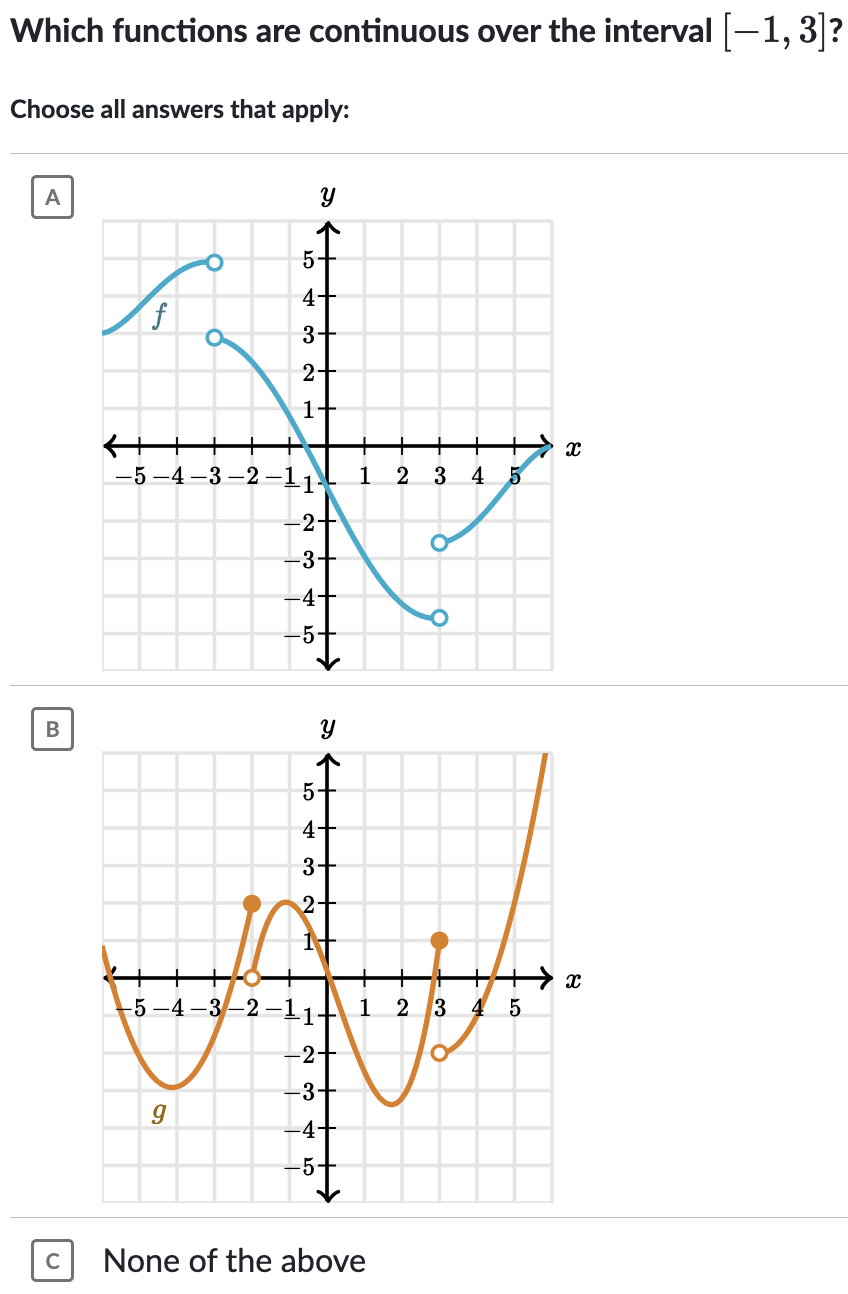 Which functions are continuous over the interval [−1, 3]?
Choose all answers that apply:
A
y
5
4
3
2
1
f
x
−5 −4 −3 −2 −1 1 2 3 4 5
−1
−2
−3
−4
−5
B
y
5
4
3
2
1
x
−5 −4 −3 −2 −1 1 2 3 4 5
−1
−2
−3
g
−4
−5
C None of the above